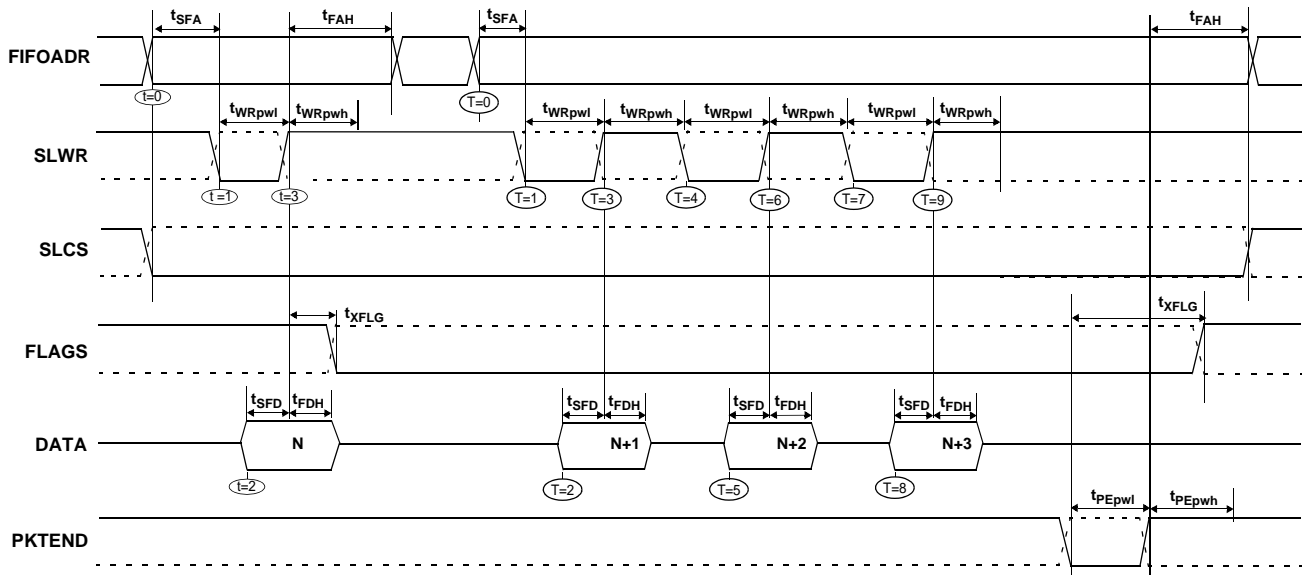 tSFA tFAH tSFA tFAH
FIFOADR
t=0 T=0
tWRpwl tWRpwh tWRpwl tWRpwh tWRpwl tWRpwh tWRpwl tWRpwh
SLWR
t =1 t=3 T=1 T=3 T=4 T=6 T=7 T=9
SLCS
tXFLG tXFLG
FLAGS
tSFD tFDH tSFD tFDH tSFD tFDH tSFD tFDH
DATA N N+1 N+2 N+3
t=2 T=2 T=5 T=8
tPEpwl tPEpwh
PKTEND